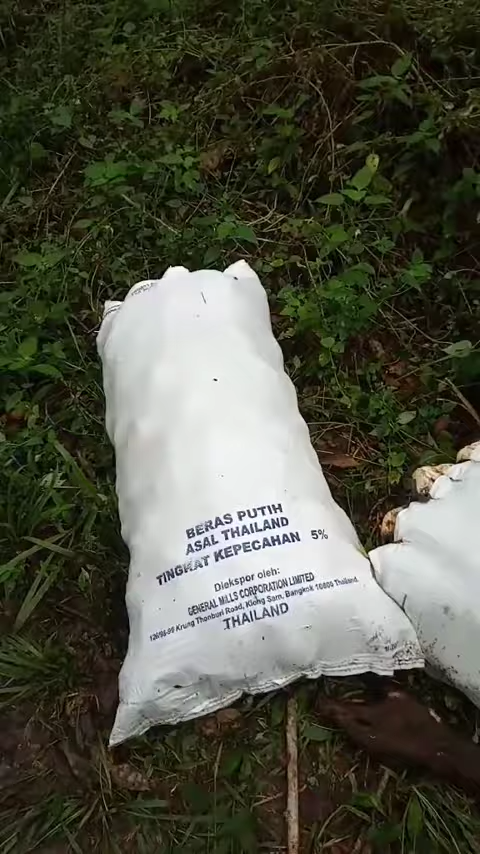 BERAS PUTIH
ASAL THAILAND
TINGKAT KEPECAHAN 5%
Diekspor oleh:
GENERAL MILLS CORPORATION LIMITED
Krung Thonburi Road, Klong Sarn, Bangkok 10600 Thailand.
THAILAND